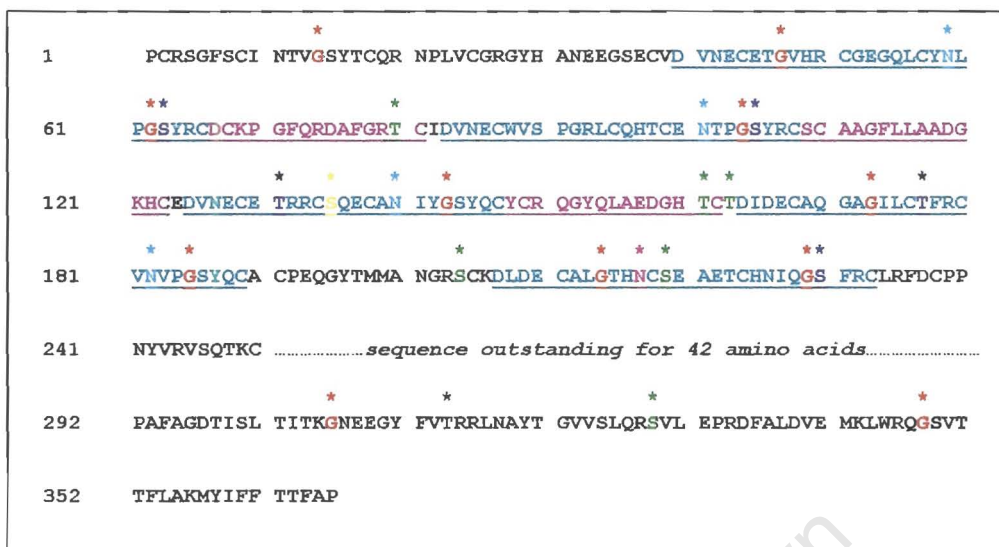 * * *
1 PCRSGFSCI NTVGSYTCQR NPLVCGRGYH ANEEGSECVD VNECETGVHR CGEGQLCYNL
* * * * * *
61 PGSYRCDCKP GFQRDAFGRT CIDVNECWVS PGRLCQHTCE NTPGSYRCSC AAGFLLAADG
* * * * * * * *
121 KHCEDVNECE TRRCSQECAN IYGSYQCYCR QGYQLAEDGH TCTDIDECAQ GAGILCTFRC
* * * * * * * *
181 VNVPGSYQCA CPEQGYTMMA NGRSCKDLDE CALGTHNCSE AETCHNIQGS FRCLRFDCPP
241 NYVRVSQTKC ..................sequence outstanding for 42 amino acids.......................
* * * *
292 PAFAGDTISL TITKGNEEGY FVTRRLNAYT GVVSLQRSVL EPRDFALDVE MKLWRQGSVT
352 TFLAKMYIFF TTFAP